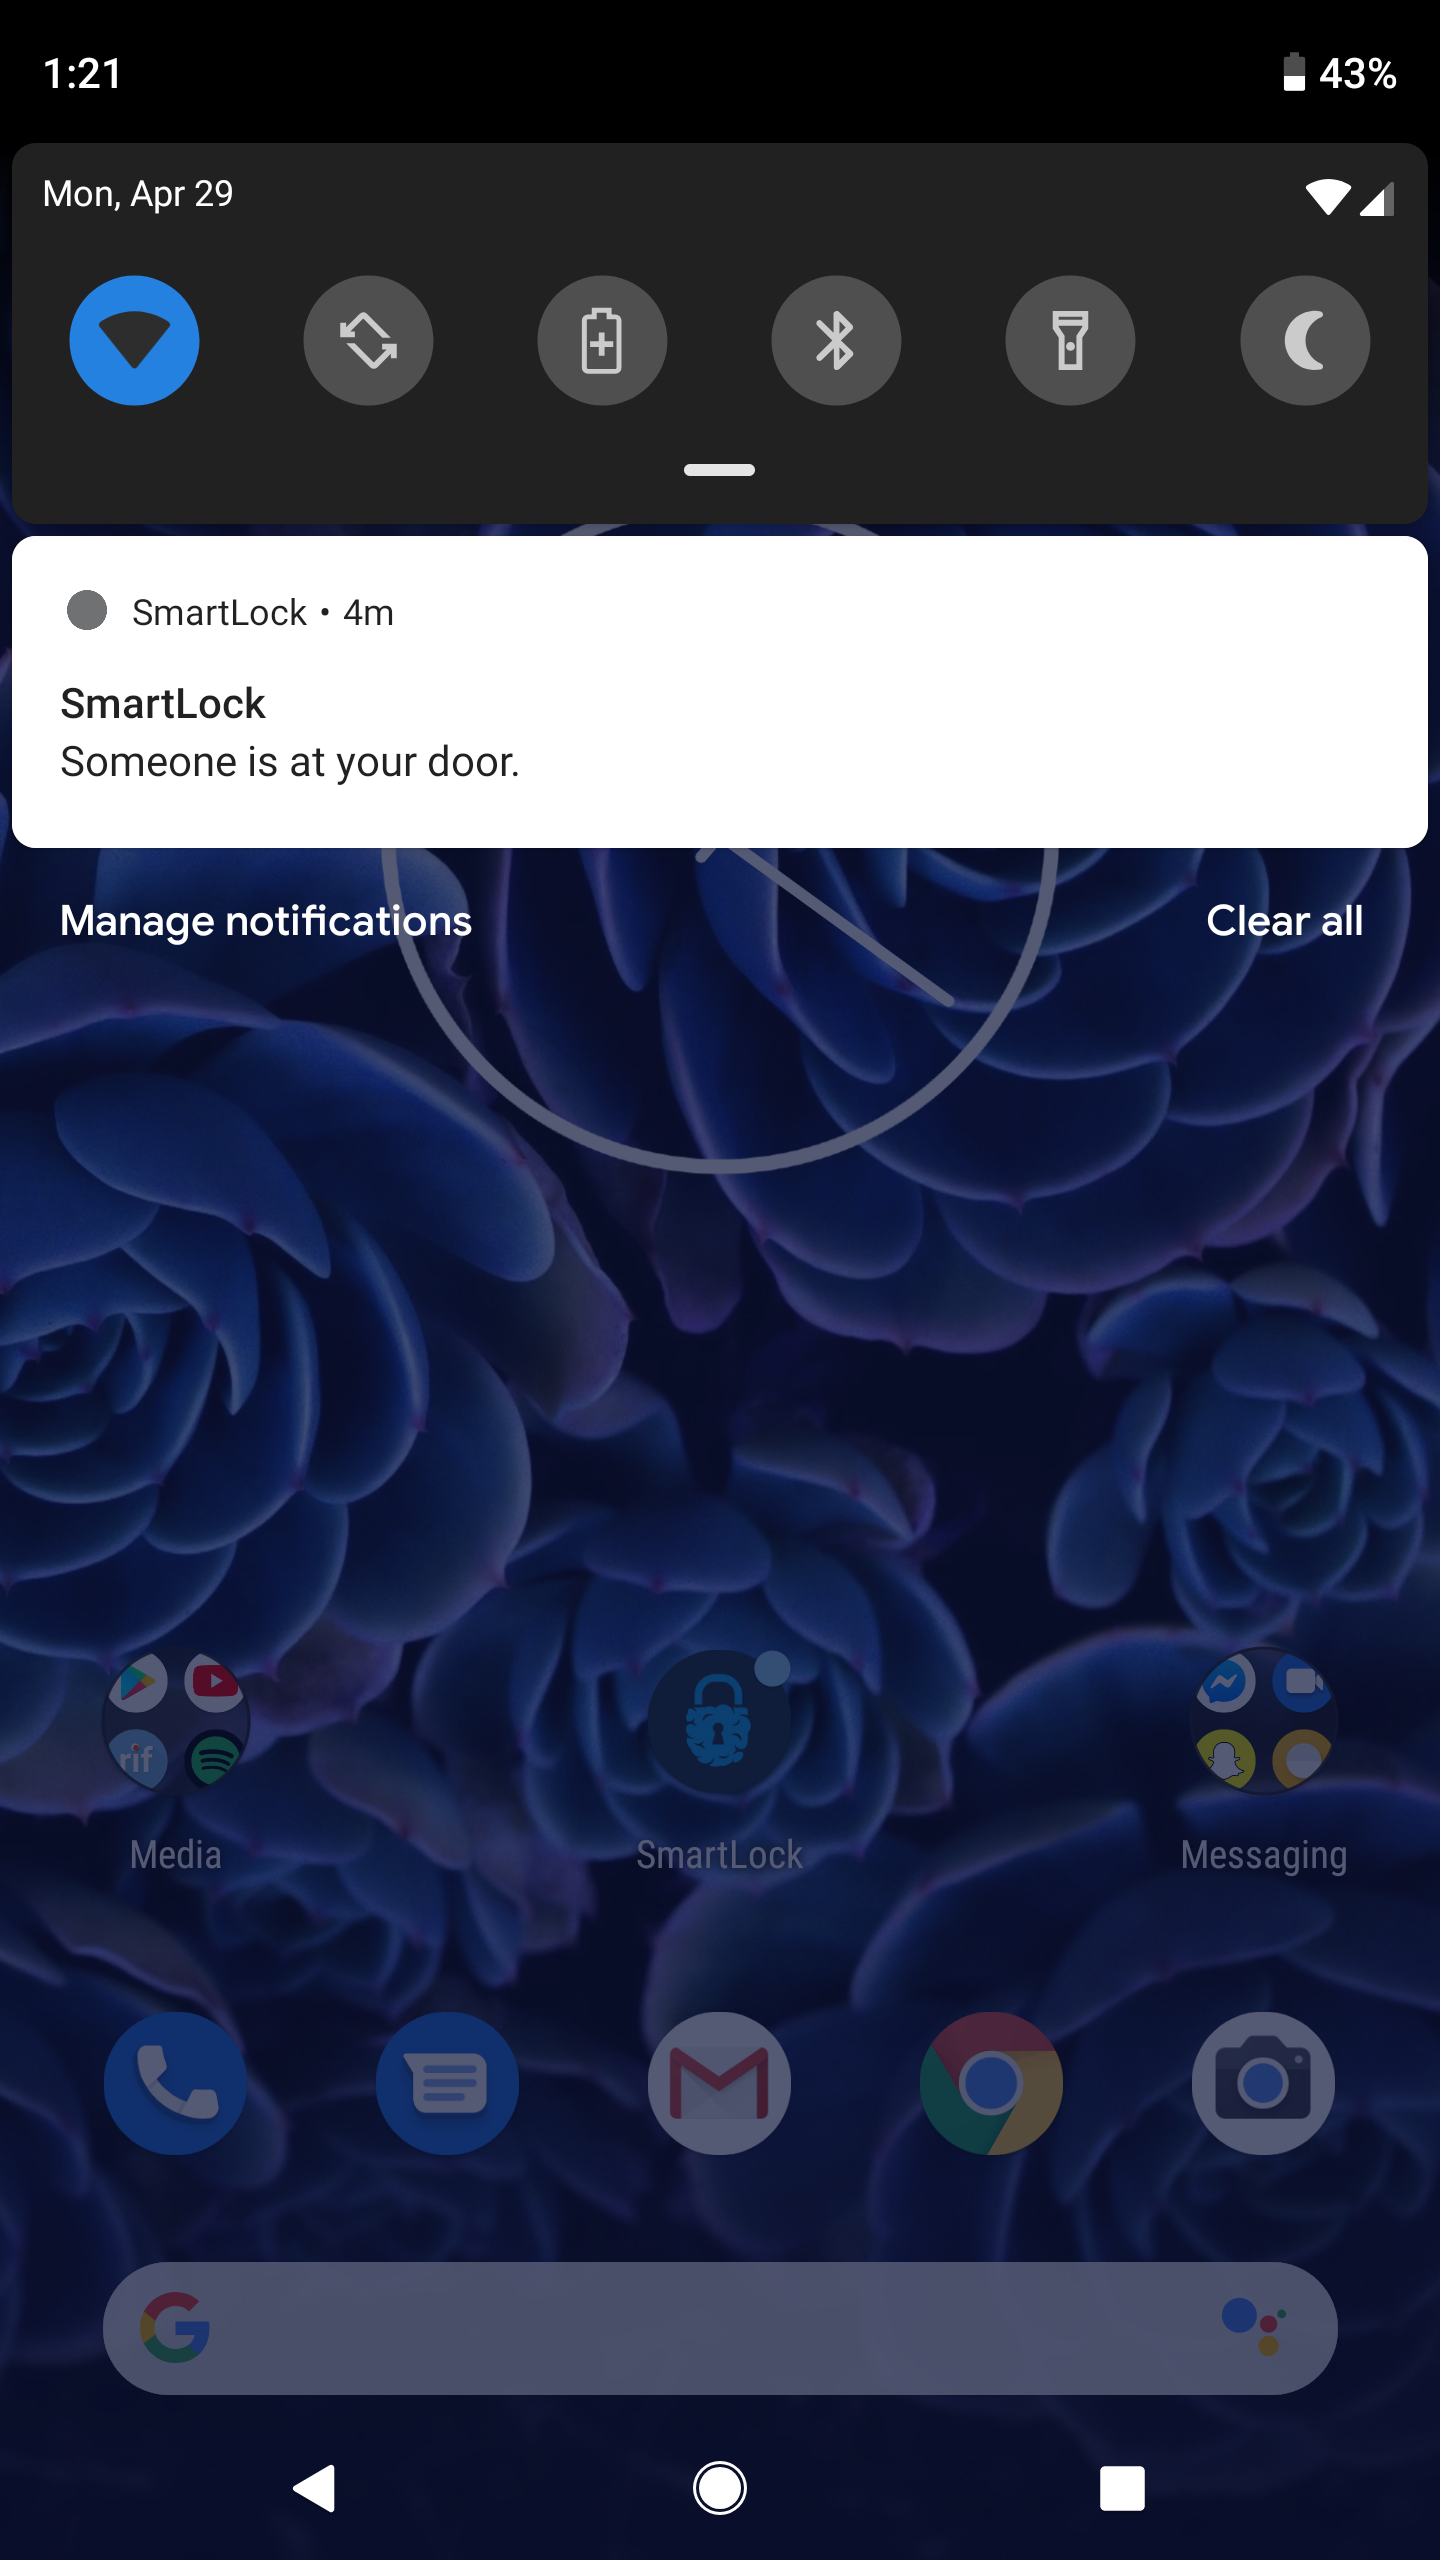 1:21
43%
Mon, Apr 29
SmartLock • 4m
SmartLock
Someone is at your door.
Manage notifications
Clear all
rif
Media
SmartLock
Messaging